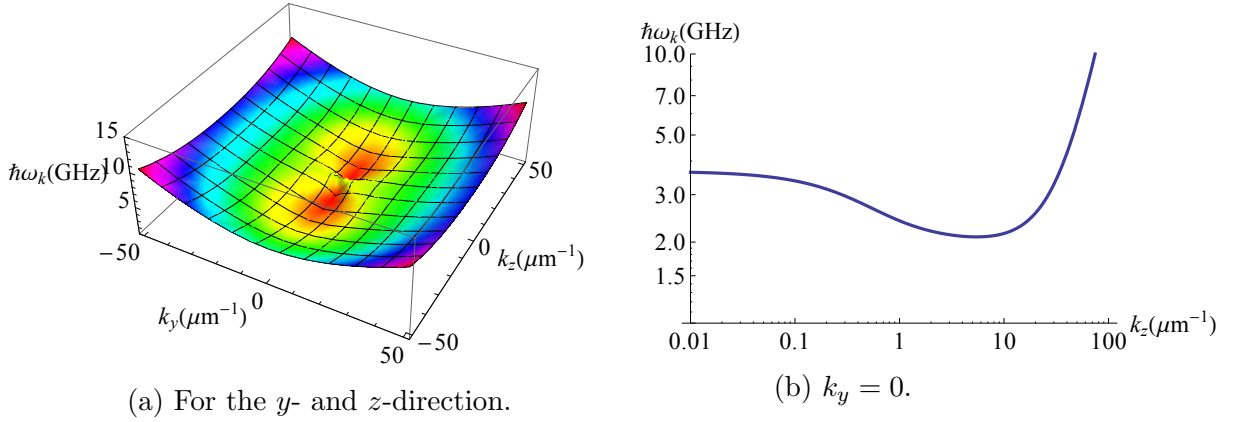 15
10
5
ħω_k(GHz)
−50
0
50
k_y(μm⁻¹)
−50
0
50
k_z(μm⁻¹)
(a) For the y- and z-direction.
ħω_k(GHz)
10.0
7.0
5.0
3.0
2.0
1.5
0.01
0.1
1
10
100
k_z(μm⁻¹)
(b) k_y = 0.